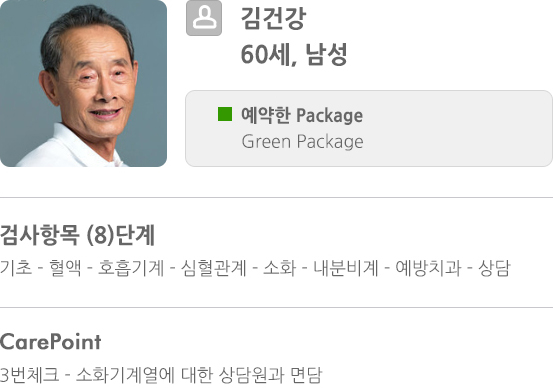 김건강
60세, 남성
예약한 Package
Green Package
검사항목 (8)단계
기초 - 혈액 - 호흡기계 - 심혈관계 - 소화 - 내분비계 - 예방치과 - 상담
CarePoint
3번체크 - 소화기계열에 대한 상담원과 면담